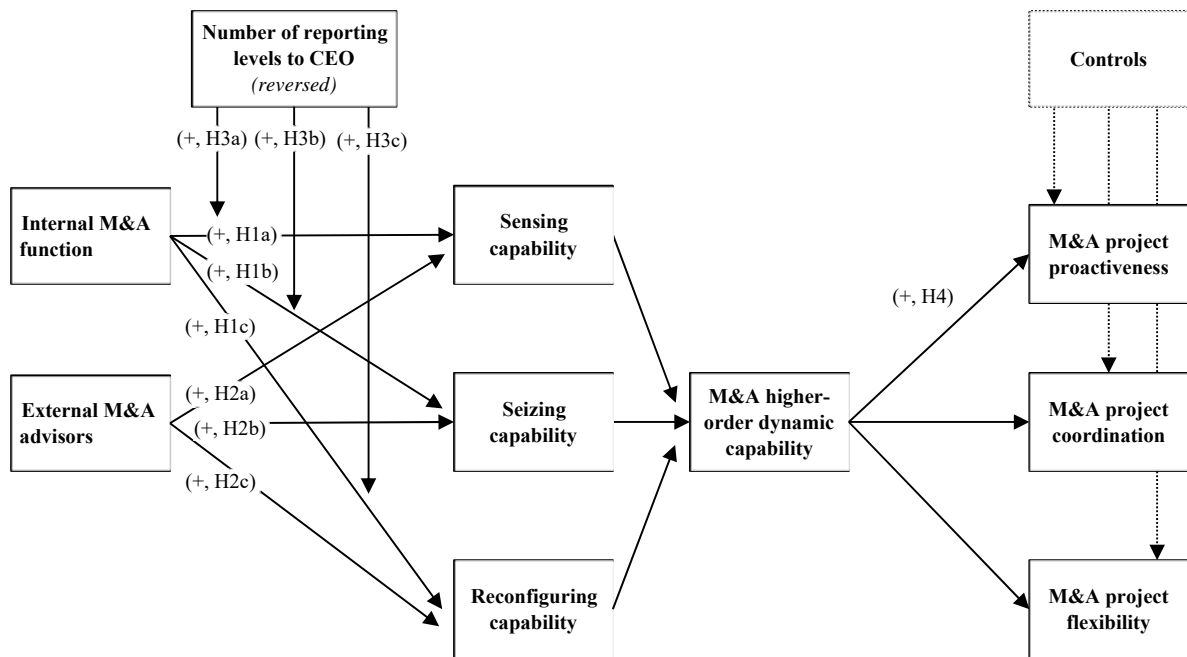 Number of reporting
levels to CEO
(reversed)
Controls
(+, H3a)
(+, H3b)
(+, H3c)
Internal M&A
function
(+, H1a)
(+, H1b)
(+, H1c)
Sensing
capability
M&A project
proactiveness
(+, H4)
External M&A
advisors
(+, H2a)
(+, H2b)
(+, H2c)
Seizing
capability
M&A higher-
order dynamic
capability
M&A project
coordination
Reconfiguring
capability
M&A project
flexibility